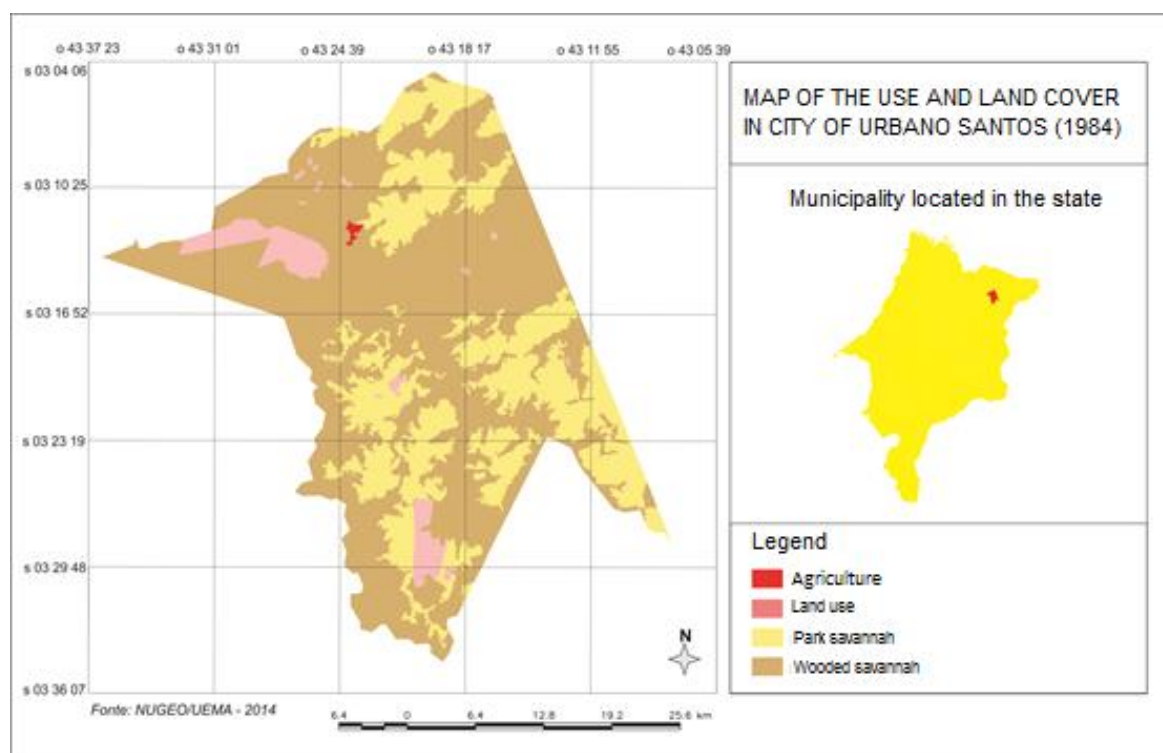 o 43 37 23
o 43 31 01
o 43 24 39
o 43 18 17
o 43 11 55
o 43 05 39
s 03 04 06
s 03 10 25
s 03 16 52
s 03 23 19
s 03 29 48
s 03 36 07
N
Fonte: NUGEO/UEMA - 2014
6.4 0 6.4 12.8 19.2 25.6 km
MAP OF THE USE AND LAND COVER
IN CITY OF URBANO SANTOS (1984)
Municipality located in the state
Legend
Agriculture
Land use
Park savannah
Wooded savannah